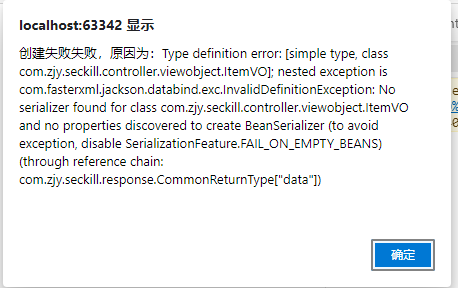 localhost:63342 显示
创建失败失败，原因为：Type definition error: [simple type, class
com.zjy.seckill.controller.viewobject.ItemVO]; nested exception is
com.fasterxml.jackson.databind.exc.InvalidDefinitionException: No
serializer found for class com.zjy.seckill.controller.viewobject.ItemVO
and no properties discovered to create BeanSerializer (to avoid
exception, disable SerializationFeature.FAIL_ON_EMPTY_BEANS)
(through reference chain:
com.zjy.seckill.response.CommonReturnType["data"])
确定